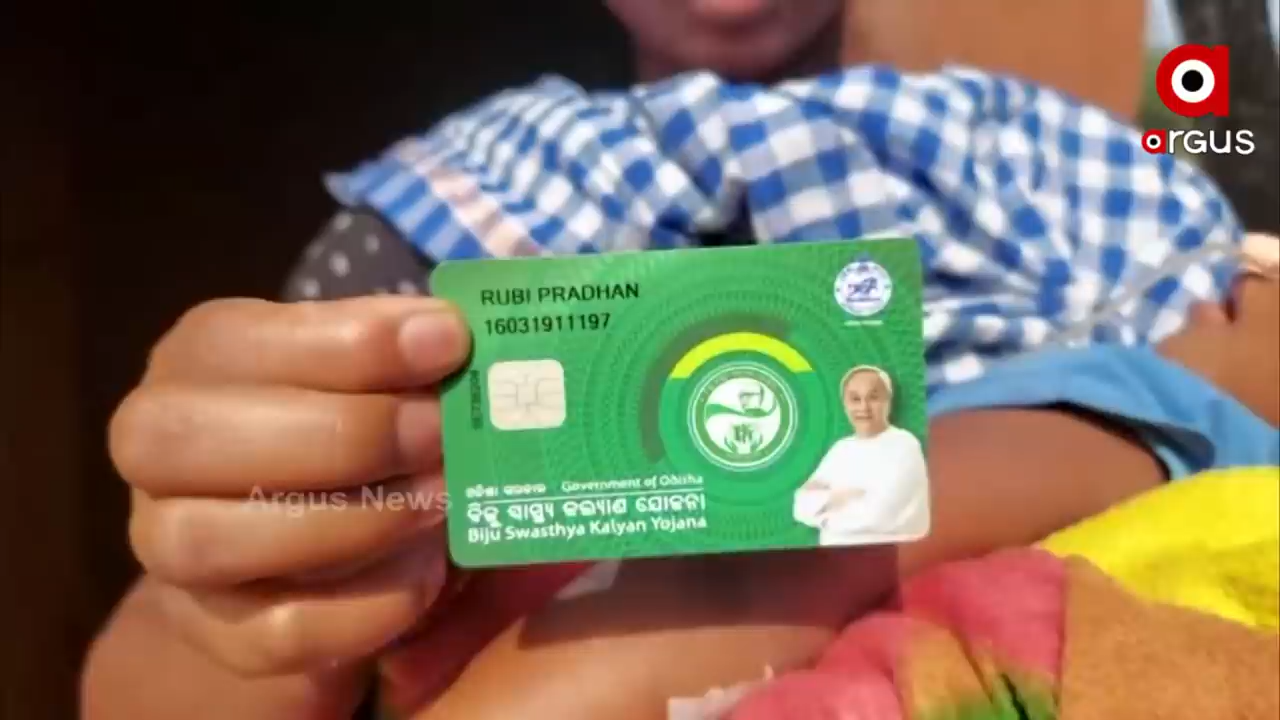 argus
RUBI PRADHAN
16031911197
Argus News
ଓଡ଼ିଶା ସରକାର Government of Odisha
ବିଜୁ ସ୍ୱାସ୍ଥ୍ୟ କଲ୍ୟାଣ ଯୋଜନା
Biju Swasthya Kalyan Yojana